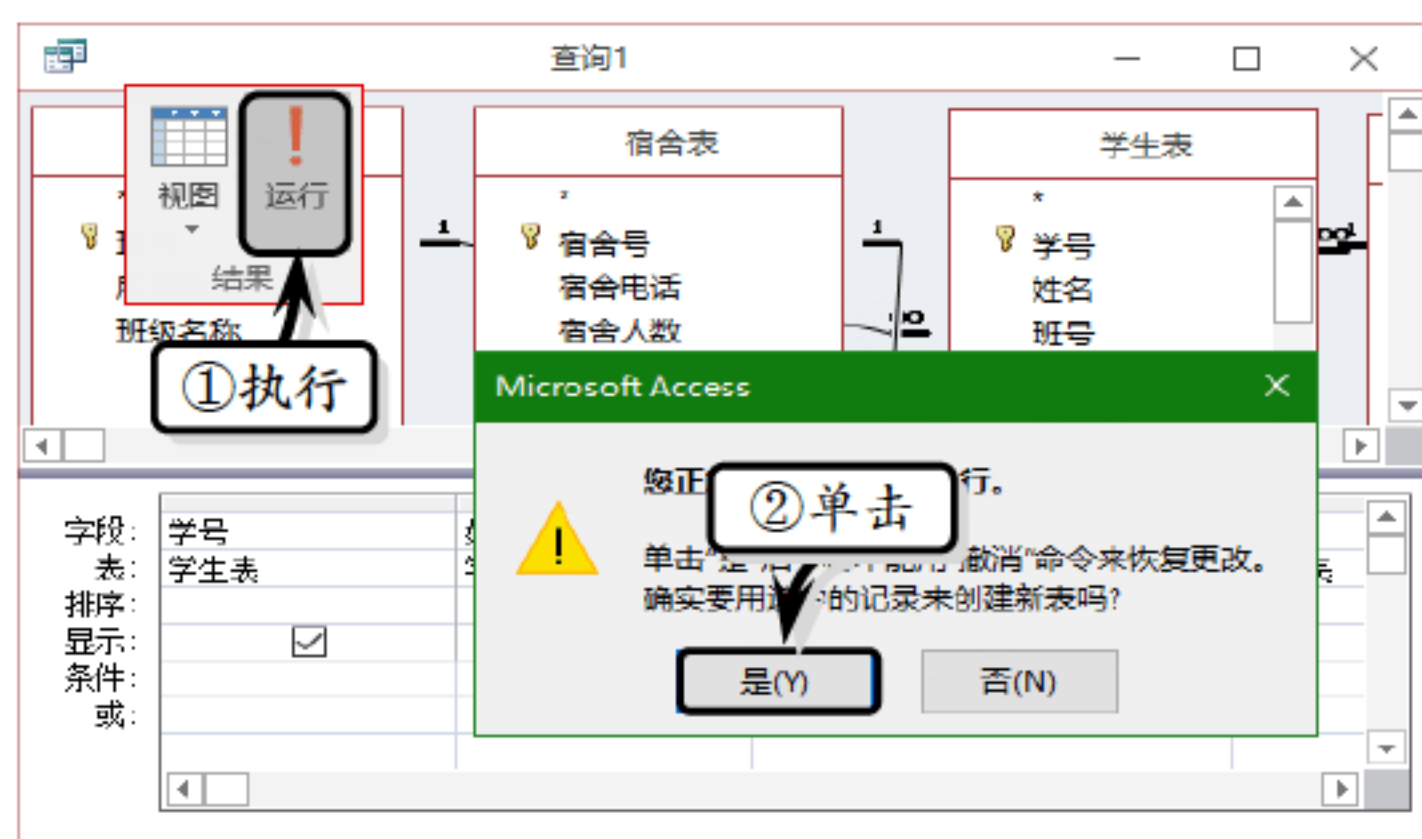 查询1
视图
运行
结果
①执行
班级名称
宿舍表
*
宿舍号
宿舍电话
宿舍人数
学生表
*
学号
姓名
班号
1
1
∞
Microsoft Access
您正
行。
②单击
单击“是”后
撤消”命令来恢复更改。
确实要用
的记录来创建新表吗?
是(Y)
否(N)
字段: 学号
表: 学生表
排序:
显示:
条件:
或: